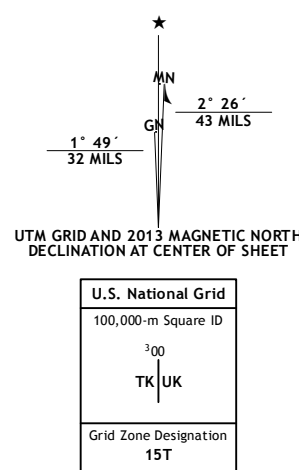 ★
MN
2° 26´
43 MILS
GN
1° 49´
32 MILS
UTM GRID AND 2013 MAGNETIC NORTH
DECLINATION AT CENTER OF SHEET
U.S. National Grid
100,000-m Square ID
³00
TK UK
Grid Zone Designation
15T